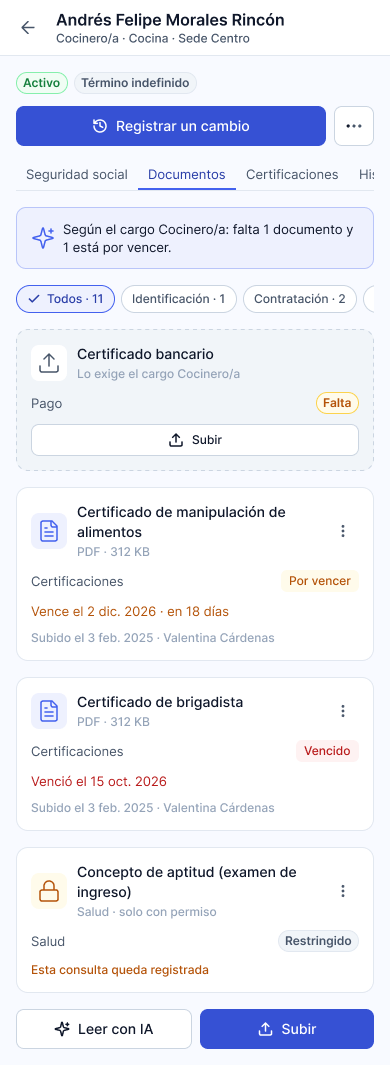 Andrés Felipe Morales Rincón
Cocinero/a · Cocina · Sede Centro
Activo
Término indefinido
Registrar un cambio
Seguridad social
Documentos
Certificaciones
His
Según el cargo Cocinero/a: falta 1 documento y
1 está por vencer.
Todos · 11
Identificación · 1
Contratación · 2
Certificado bancario
Lo exige el cargo Cocinero/a
Pago
Falta
Subir
Certificado de manipulación de
alimentos
PDF · 312 KB
Certificaciones
Por vencer
Vence el 2 dic. 2026 · en 18 días
Subido el 3 feb. 2025 · Valentina Cárdenas
Certificado de brigadista
PDF · 312 KB
Certificaciones
Vencido
Venció el 15 oct. 2026
Subido el 3 feb. 2025 · Valentina Cárdenas
Concepto de aptitud (examen de
ingreso)
Salud · solo con permiso
Salud
Restringido
Esta consulta queda registrada
Leer con IA
Subir